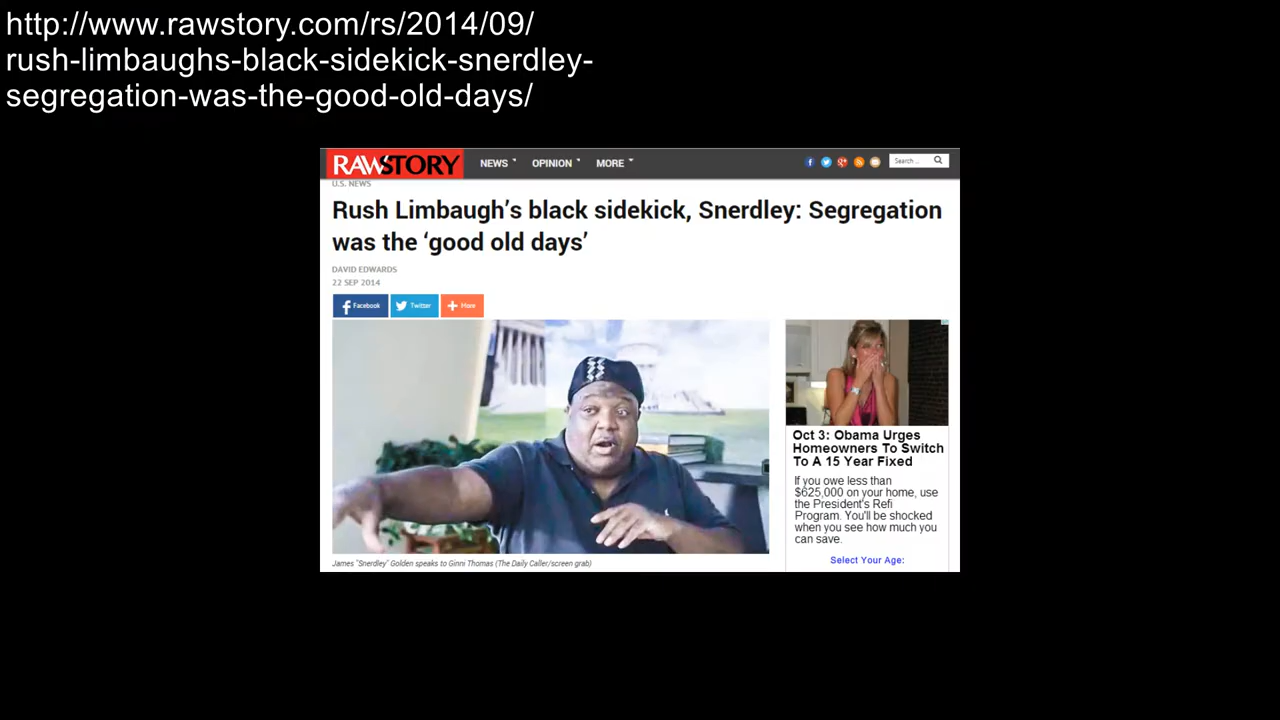 http://www.rawstory.com/rs/2014/09/
rush-limbaughs-black-sidekick-snerdley-
segregation-was-the-good-old-days/
RAWSTORY
NEWS
OPINION
MORE
Search ...
U.S. NEWS
Rush Limbaugh's black sidekick, Snerdley: Segregation
was the 'good old days'
DAVID EDWARDS
22 SEP 2014
Facebook
Twitter
More
James "Snerdley" Golden speaks to Ginni Thomas (The Daily Caller/screen grab)
Oct 3: Obama Urges
Homeowners To Switch
To A 15 Year Fixed
If you owe less than
$625,000 on your home, use
the President's Refi
Program. You'll be shocked
when you see how much you
can save.
Select Your Age: